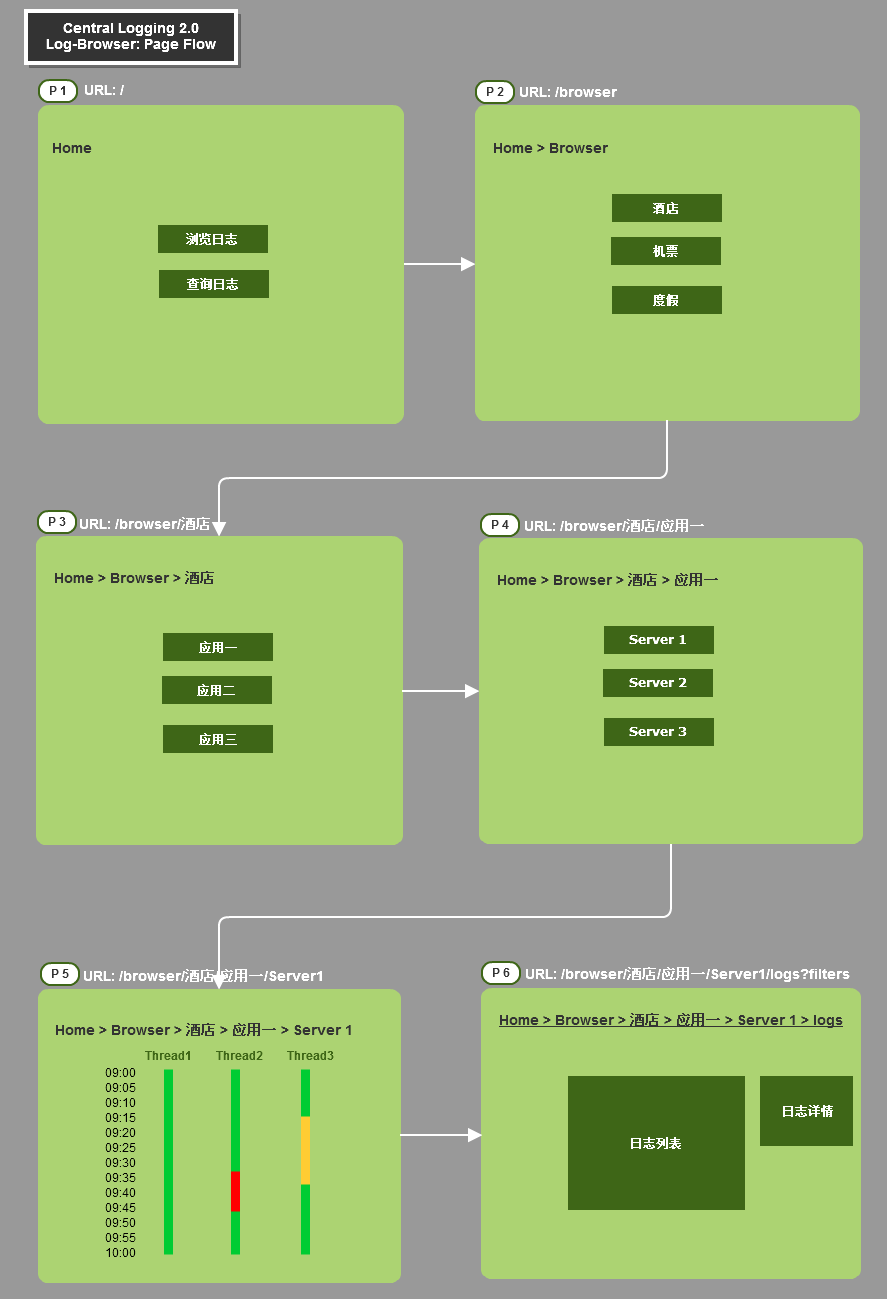 Central Logging 2.0
Log-Browser: Page Flow
P 1 URL: /
Home
浏览日志
查询日志
P 2 URL: /browser
Home > Browser
酒店
机票
度假
P 3 URL: /browser/酒店
Home > Browser > 酒店
应用一
应用二
应用三
P 4 URL: /browser/酒店/应用一
Home > Browser > 酒店 > 应用一
Server 1
Server 2
Server 3
P 5 URL: /browser/酒店/应用一/Server1
Home > Browser > 酒店 > 应用一 > Server 1
Thread1 Thread2 Thread3
09:00
09:05
09:10
09:15
09:20
09:25
09:30
09:35
09:40
09:45
09:50
09:55
10:00
P 6 URL: /browser/酒店/应用一/Server1/logs?filters
Home > Browser > 酒店 > 应用一 > Server 1 > logs
日志列表
日志详情